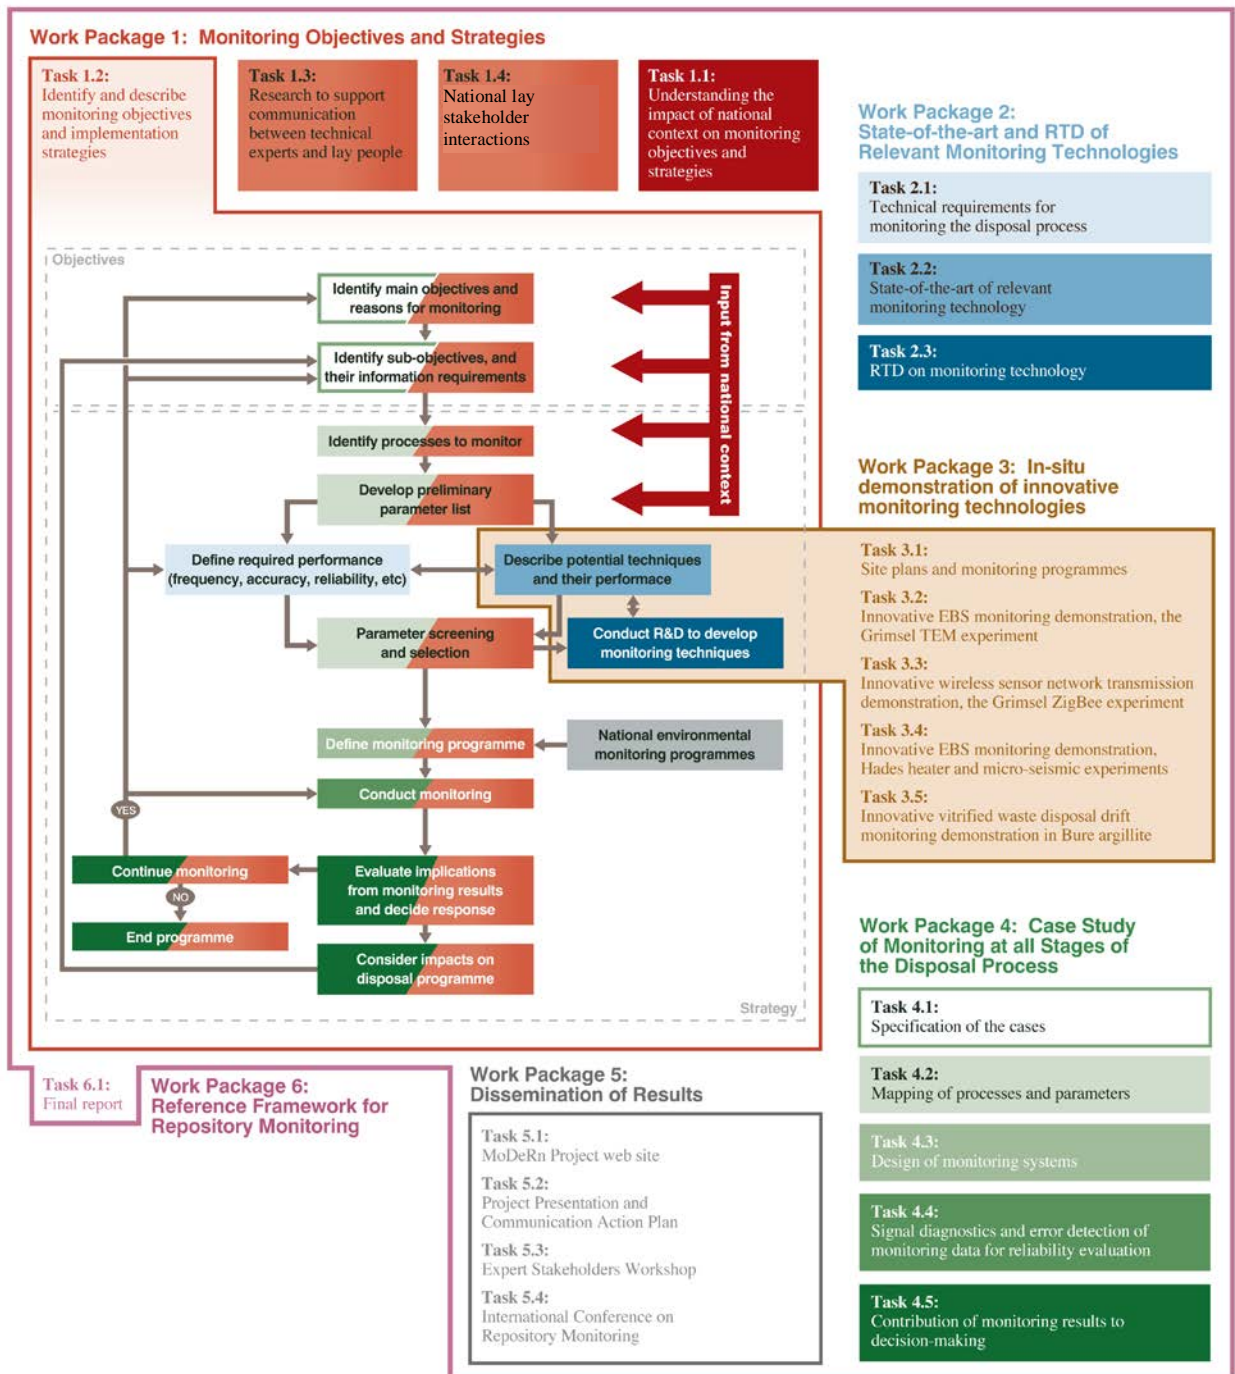 Work Package 1: Monitoring Objectives and Strategies
Task 1.2:
Identify and describe
monitoring objectives
and implementation
strategies
Task 1.3:
Research to support
communication
between technical
experts and lay people
Task 1.4:
National lay
stakeholder
interactions
Task 1.1:
Understanding the
impact of national
context on monitoring
objectives and
strategies
Objectives
Identify main objectives and
reasons for monitoring
Identify sub-objectives, and
their information requirements
Identify processes to monitor
Develop preliminary
parameter list
Input from national context
Define required performance
(frequency, accuracy, reliability, etc)
Describe potential techniques
and their performace
Parameter screening
and selection
Conduct R&D to develop
monitoring techniques
Define monitoring programme
National environmental
monitoring programmes
Conduct monitoring
YES
Continue monitoring
NO
End programme
Evaluate implications
from monitoring results
and decide response
Consider impacts on
disposal programme
Strategy
Work Package 2:
State-of-the-art and RTD of
Relevant Monitoring Technologies
Task 2.1:
Technical requirements for
monitoring the disposal process
Task 2.2:
State-of-the-art of relevant
monitoring technology
Task 2.3:
RTD on monitoring technology
Work Package 3: In-situ
demonstration of innovative
monitoring technologies
Task 3.1:
Site plans and monitoring programmes
Task 3.2:
Innovative EBS monitoring demonstration, the
Grimsel TEM experiment
Task 3.3:
Innovative wireless sensor network transmission
demonstration, the Grimsel ZigBee experiment
Task 3.4:
Innovative EBS monitoring demonstration,
Hades heater and micro-seismic experiments
Task 3.5:
Innovative vitrified waste disposal drift
monitoring demonstration in Bure argillite
Work Package 4: Case Study
of Monitoring at all Stages of
the Disposal Process
Task 4.1:
Specification of the cases
Task 4.2:
Mapping of processes and parameters
Task 4.3:
Design of monitoring systems
Task 4.4:
Signal diagnostics and error detection of
monitoring data for reliability evaluation
Task 4.5:
Contribution of monitoring results to
decision-making
Task 6.1:
Final report
Work Package 6:
Reference Framework for
Repository Monitoring
Work Package 5:
Dissemination of Results
Task 5.1:
MoDeRn Project web site
Task 5.2:
Project Presentation and
Communication Action Plan
Task 5.3:
Expert Stakeholders Workshop
Task 5.4:
International Conference on
Repository Monitoring